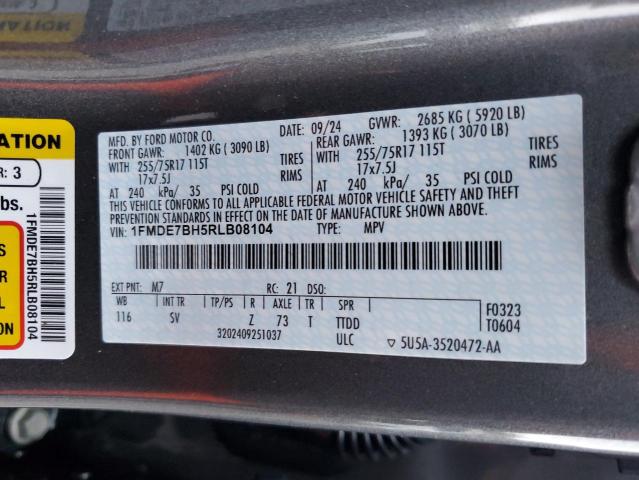 ATION
R: 3
bs.
S
R
L
ON
1FMDE7BH5RLB08104
MFD. BY FORD MOTOR CO.
DATE: 09/24 GVWR: 2685 KG ( 5920 LB)
FRONT GAWR: 1402 KG ( 3090 LB)
REAR GAWR: 1393 KG ( 3070 LB)
WITH 255/75R17 115T TIRES
WITH 255/75R17 115T TIRES
17x7.5J RIMS
17x7.5J RIMS
AT 240 kPa/ 35 PSI COLD
AT 240 kPa/ 35 PSI COLD
THIS VEHICLE CONFORMS TO ALL APPLICABLE FEDERAL MOTOR VEHICLE SAFETY AND THEFT
PREVENTION STANDARDS IN EFFECT ON THE DATE OF MANUFACTURE SHOWN ABOVE.
VIN: 1FMDE7BH5RLB08104 TYPE: MPV
EXT PNT: M7 RC: 21 DSO:
WB INT TR TP/PS R AXLE TR SPR
116 SV Z 73 T TTDD
F0323
T0604
3202409251037 ULC ▽ 5U5A-3520472-AA